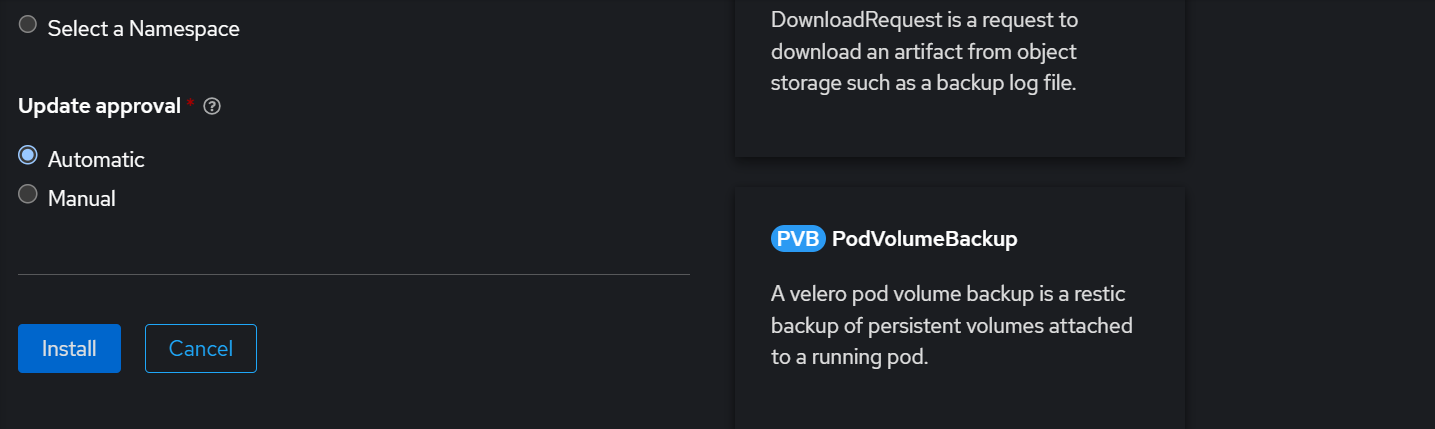 Select a Namespace
Update approval *
Automatic
Manual
Install
Cancel
DownloadRequest is a request to
download an artifact from object
storage such as a backup log file.
PVB PodVolumeBackup
A velero pod volume backup is a restic
backup of persistent volumes attached
to a running pod.